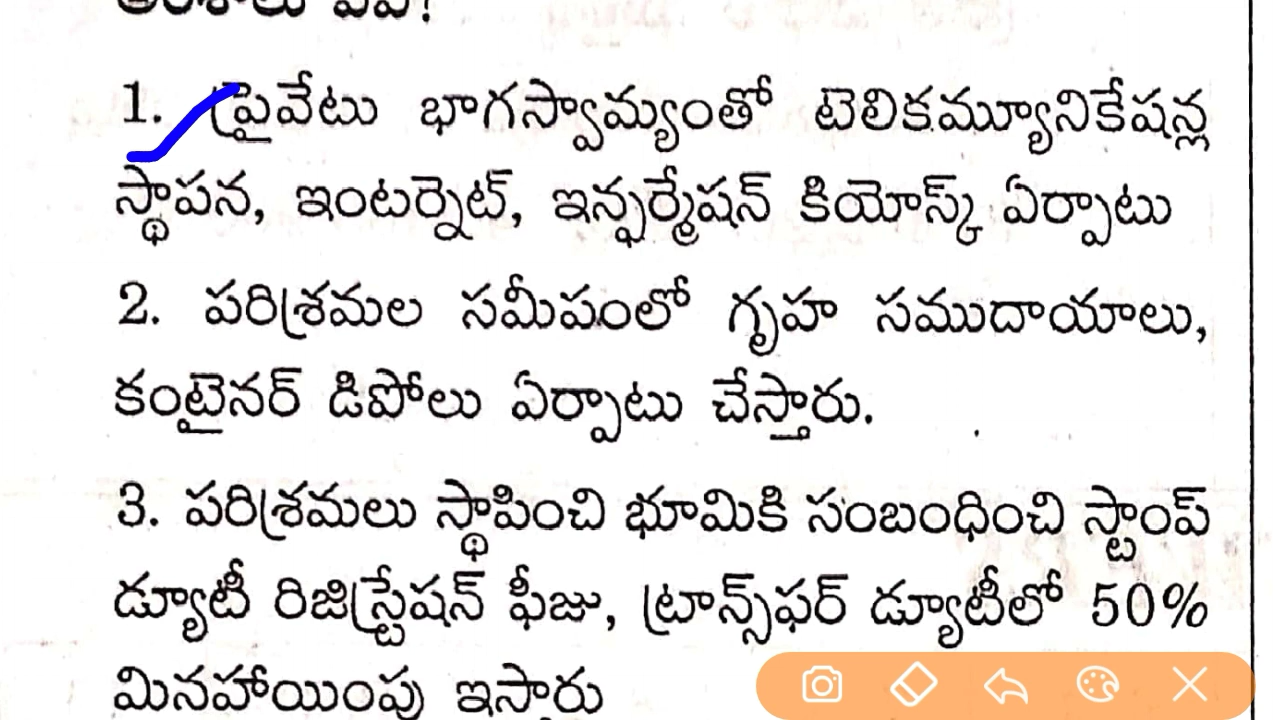 అంశాలు ఏవి?
1. ప్రైవేటు భాగస్వామ్యంతో టెలికమ్యూనికేషన్ల
స్థాపన, ఇంటర్నెట్, ఇన్ఫర్మేషన్ కియోస్క్ ఏర్పాటు
2. పరిశ్రమల సమీపంలో గృహ సముదాయాలు,
కంటైనర్ డిపోలు ఏర్పాటు చేస్తారు.
3. పరిశ్రమలు స్థాపించి భూమికి సంబంధించి స్టాంప్
డ్యూటీ రిజిస్ట్రేషన్ ఫీజు, ట్రాన్స్‌ఫర్ డ్యూటీలో 50%
మినహాయింపు ఇస్తారు